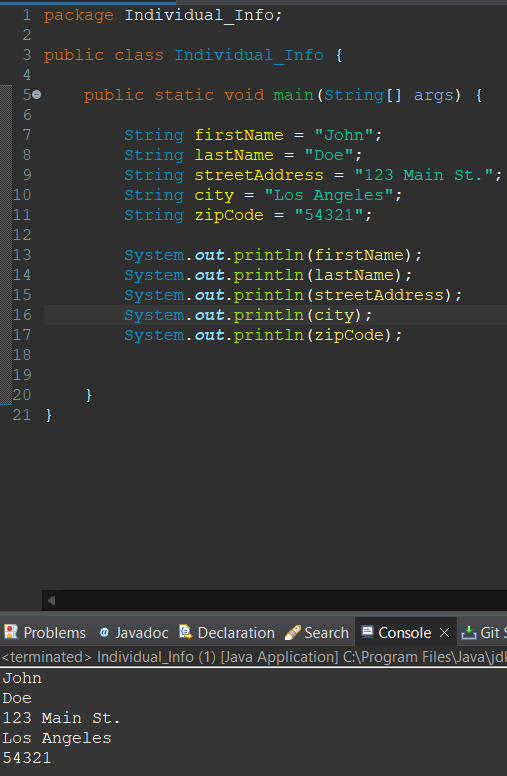 1 package Individual_Info;
2
3 public class Individual_Info {
4
5 public static void main(String[] args) {
6
7 String firstName = "John";
8 String lastName = "Doe";
9 String streetAddress = "123 Main St.";
10 String city = "Los Angeles";
11 String zipCode = "54321";
12
13 System.out.println(firstName);
14 System.out.println(lastName);
15 System.out.println(streetAddress);
16 System.out.println(city);
17 System.out.println(zipCode);
18
19
20 }
21 }
Problems @ Javadoc Declaration Search Console × Git S
<terminated> Individual_Info (1) [Java Application] C:\Program Files\Java\jdk
John
Doe
123 Main St.
Los Angeles
54321